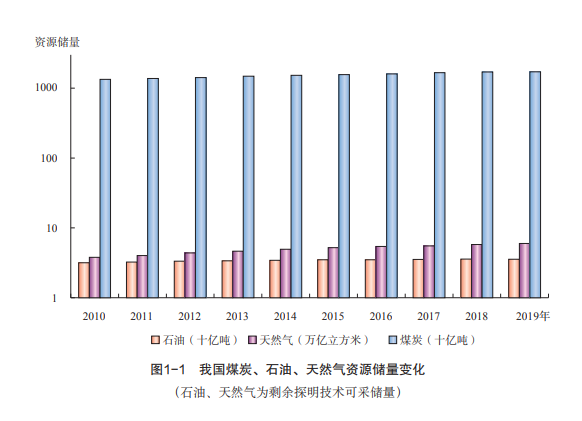 资源储量
1000
100
10
1
2010 2011 2012 2013 2014 2015 2016 2017 2018 2019年
石油（十亿吨） 天然气（万亿立方米） 煤炭（十亿吨）
图1-1 我国煤炭、石油、天然气资源储量变化
（石油、天然气为剩余探明技术可采储量）